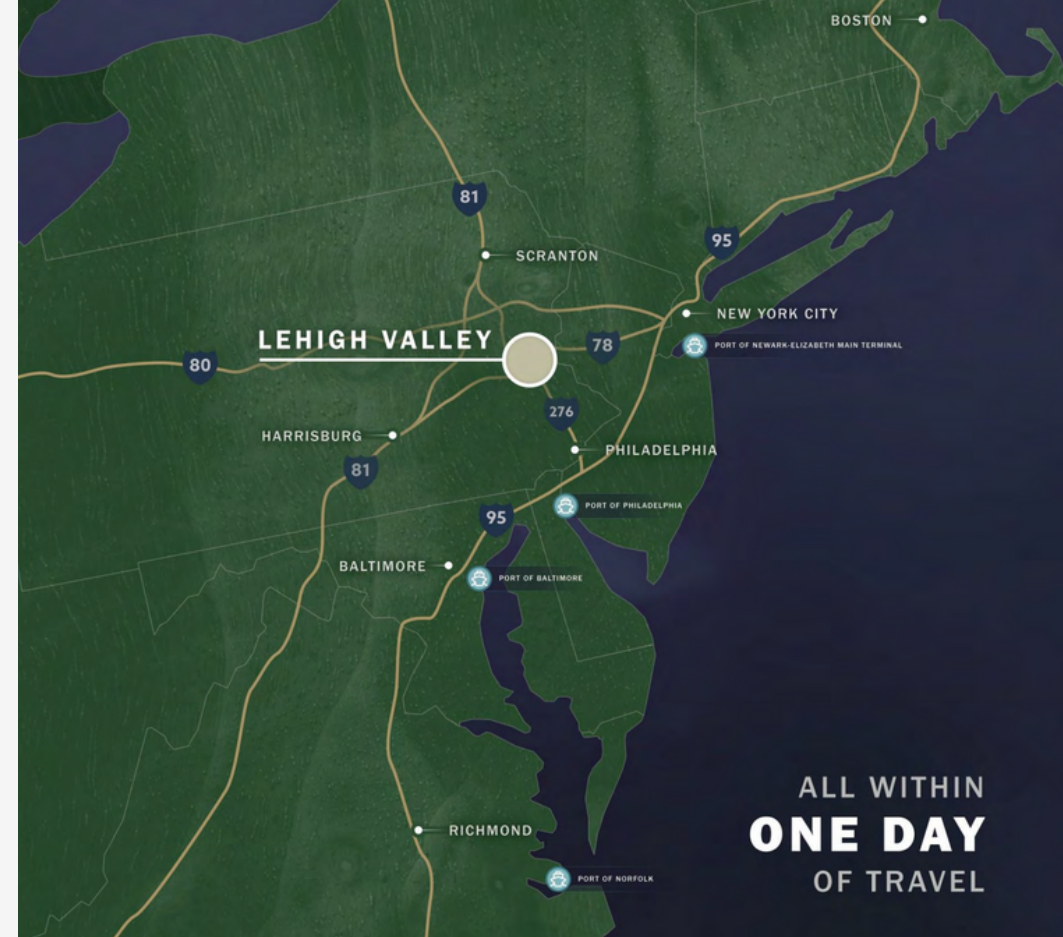 BOSTON
81
SCRANTON
95
NEW YORK CITY
LEHIGH VALLEY
78
PORT OF NEWARK-ELIZABETH MAIN TERMINAL
80
276
HARRISBURG
PHILADELPHIA
81
PORT OF PHILADELPHIA
95
BALTIMORE
PORT OF BALTIMORE
ALL WITHIN
ONE DAY
OF TRAVEL
RICHMOND
PORT OF NORFOLK